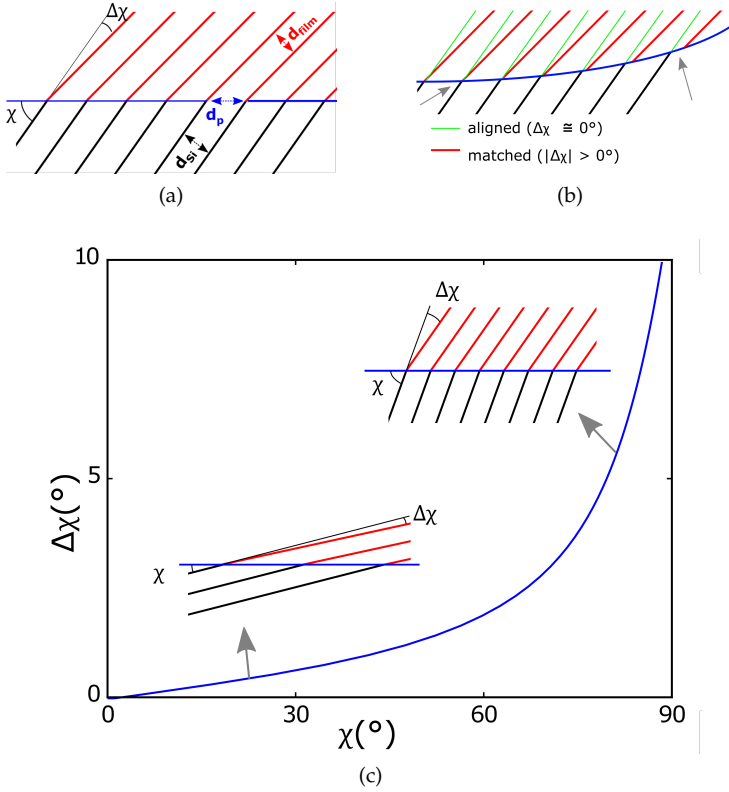 Δχ
d_film
χ
d_p
d_si
(a)
aligned (Δχ ≅ 0°)
matched (|Δχ| > 0°)
(b)
10
Δχ
χ
5
Δχ(°)
Δχ
χ
0
0 30 60 90
χ(°)
(c)